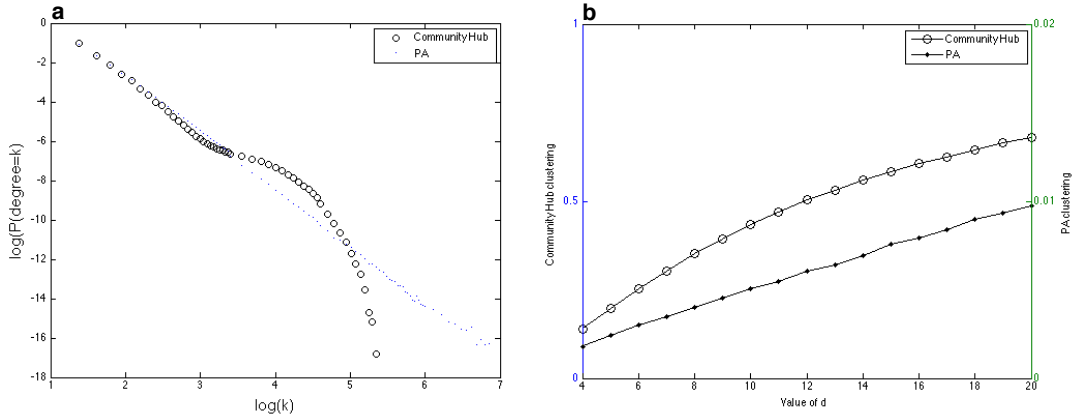 a
0
-2
-4
-6
-8
-10
-12
-14
-16
-18
1
2
3
4
5
6
7
log(P(degree=k)
log(k)
CommunityHub
PA
b
1
0.5
0
0.02
0.01
0
4
6
8
10
12
14
16
18
20
CommunityHub clustering
PA clustering
Value of d
CommunityHub
PA